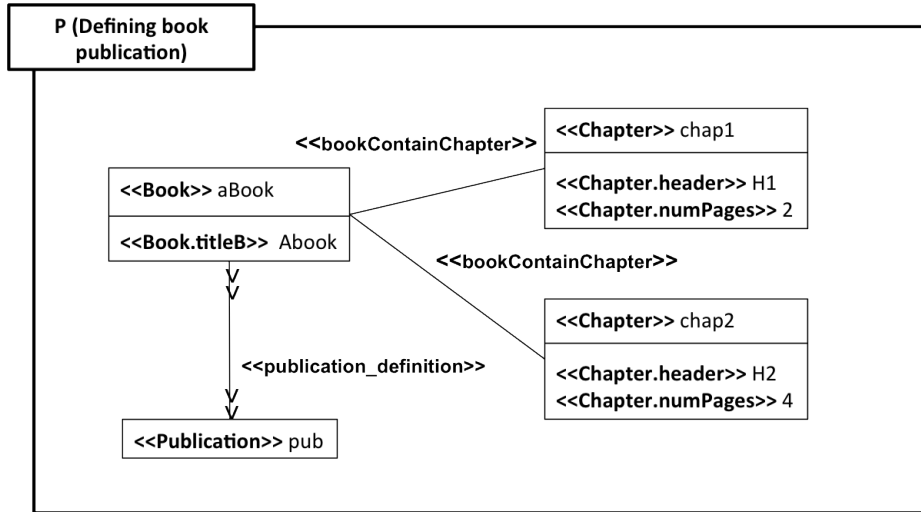 P (Defining book
publication)
<<bookContainChapter>>
<<Chapter>> chap1
<<Chapter.header>> H1
<<Chapter.numPages>> 2
<<Book>> aBook
<<Book.titleB>> Abook
<<bookContainChapter>>
<<Chapter>> chap2
<<Chapter.header>> H2
<<Chapter.numPages>> 4
<<publication_definition>>
<<Publication>> pub